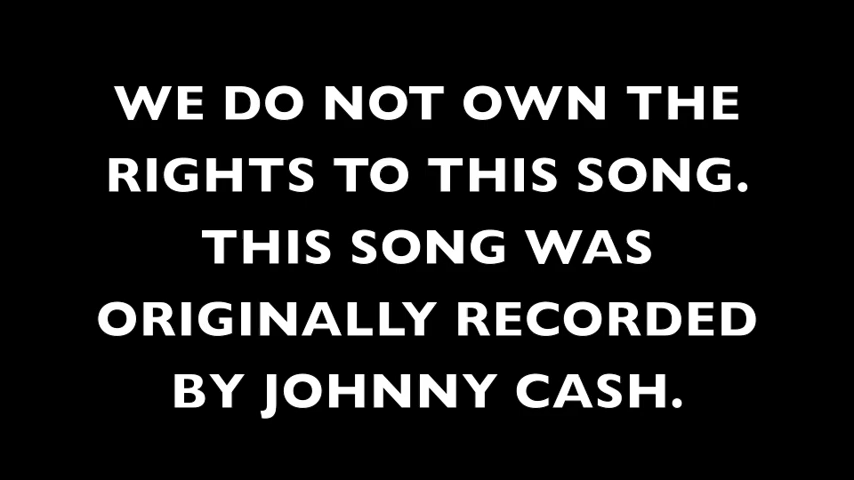 WE DO NOT OWN THE
RIGHTS TO THIS SONG.
THIS SONG WAS
ORIGINALLY RECORDED
BY JOHNNY CASH.